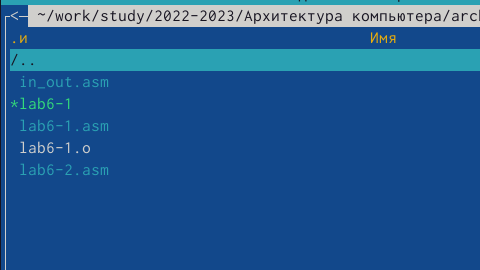 <─ ~/work/study/2022-2023/Архитектура компьютера/arc
.и Имя
/..
in_out.asm
*lab6-1
lab6-1.asm
lab6-1.o
lab6-2.asm